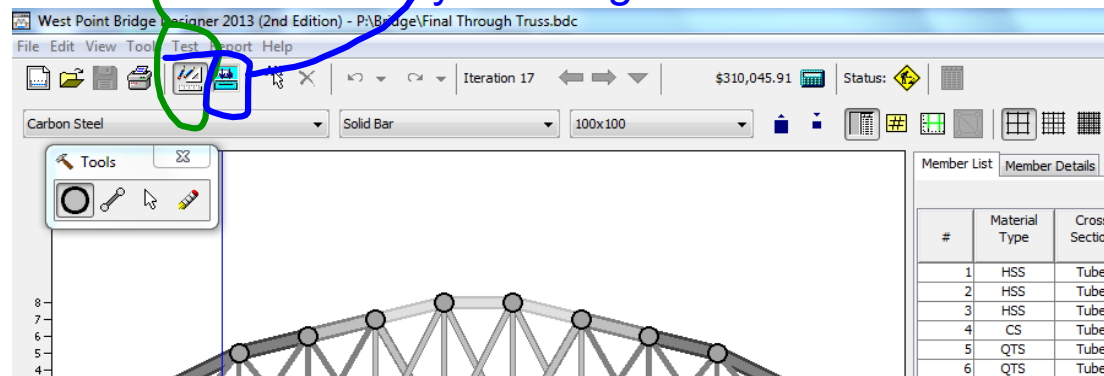 West Point Bridge Designer 2013 (2nd Edition) - P:\Bridge\Final Through Truss.bdc
File Edit View Tools Test Report Help
Iteration 17 $310,045.91 Status:
Carbon Steel Solid Bar 100x100
Tools
Member List Member Details
# Material Type Cross Sectio
1 HSS Tube
2 HSS Tube
3 HSS Tube
4 CS Tube
5 QTS Tube
6 QTS Tube
8
7
6
5
4